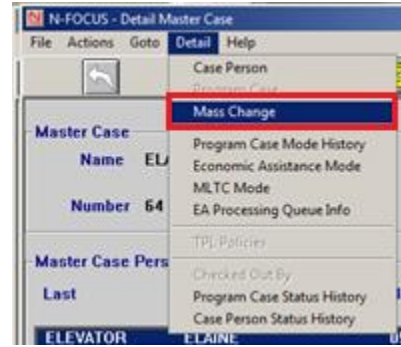 N-FOCUS - Detail Master Case
File Actions Goto Detail Help
Case Person
Program Case
Mass Change
Program Case Mode History
Economic Assistance Mode
MLTC Mode
EA Processing Queue Info
TPL Policies
Checked Out By
Program Case Status History
Case Person Status History
Master Case
Name ELA
Number 64
Master Case Pers
Last
ELEVATOR ELAINE